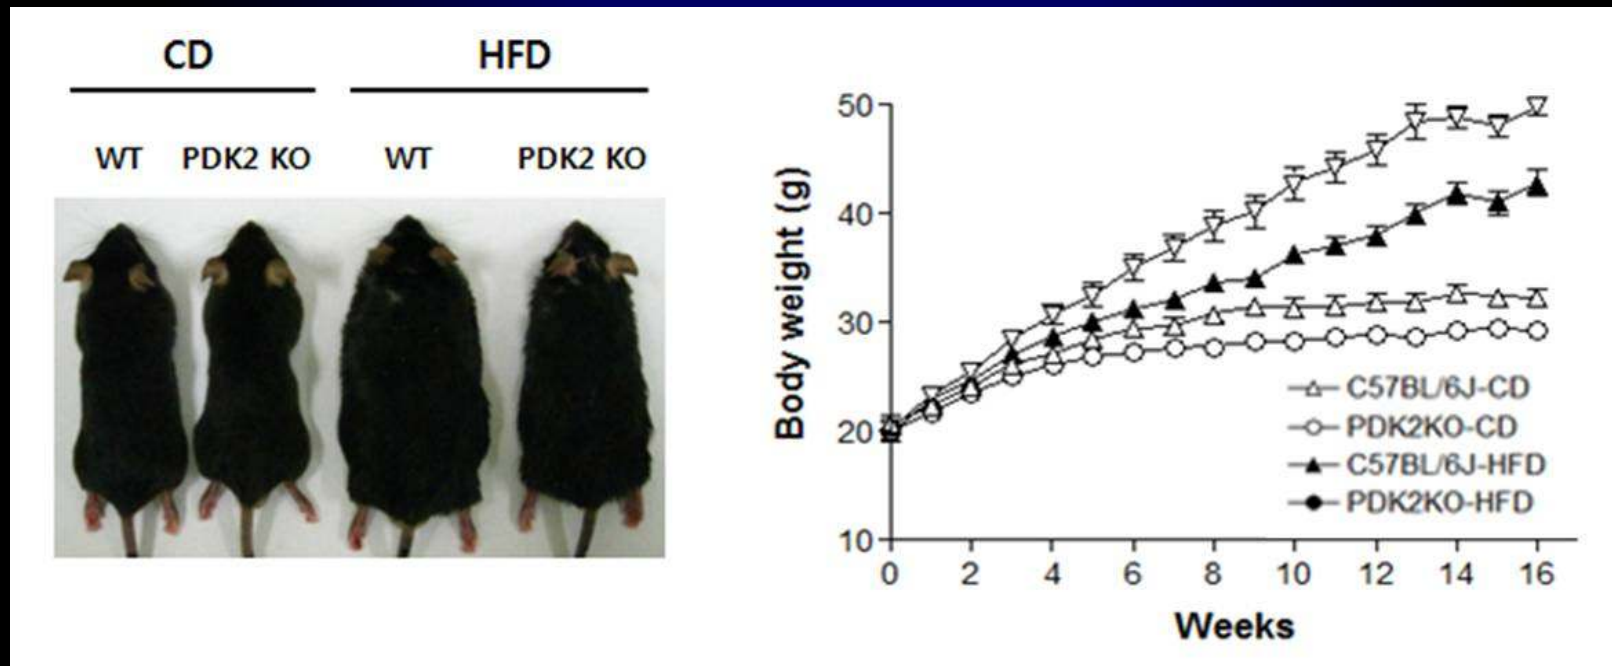 CD HFD
WT PDK2 KO WT PDK2 KO
50
40
30
20
10
Body weight (g)
C57BL/6J-CD
PDK2KO-CD
C57BL/6J-HFD
PDK2KO-HFD
0 2 4 6 8 10 12 14 16
Weeks